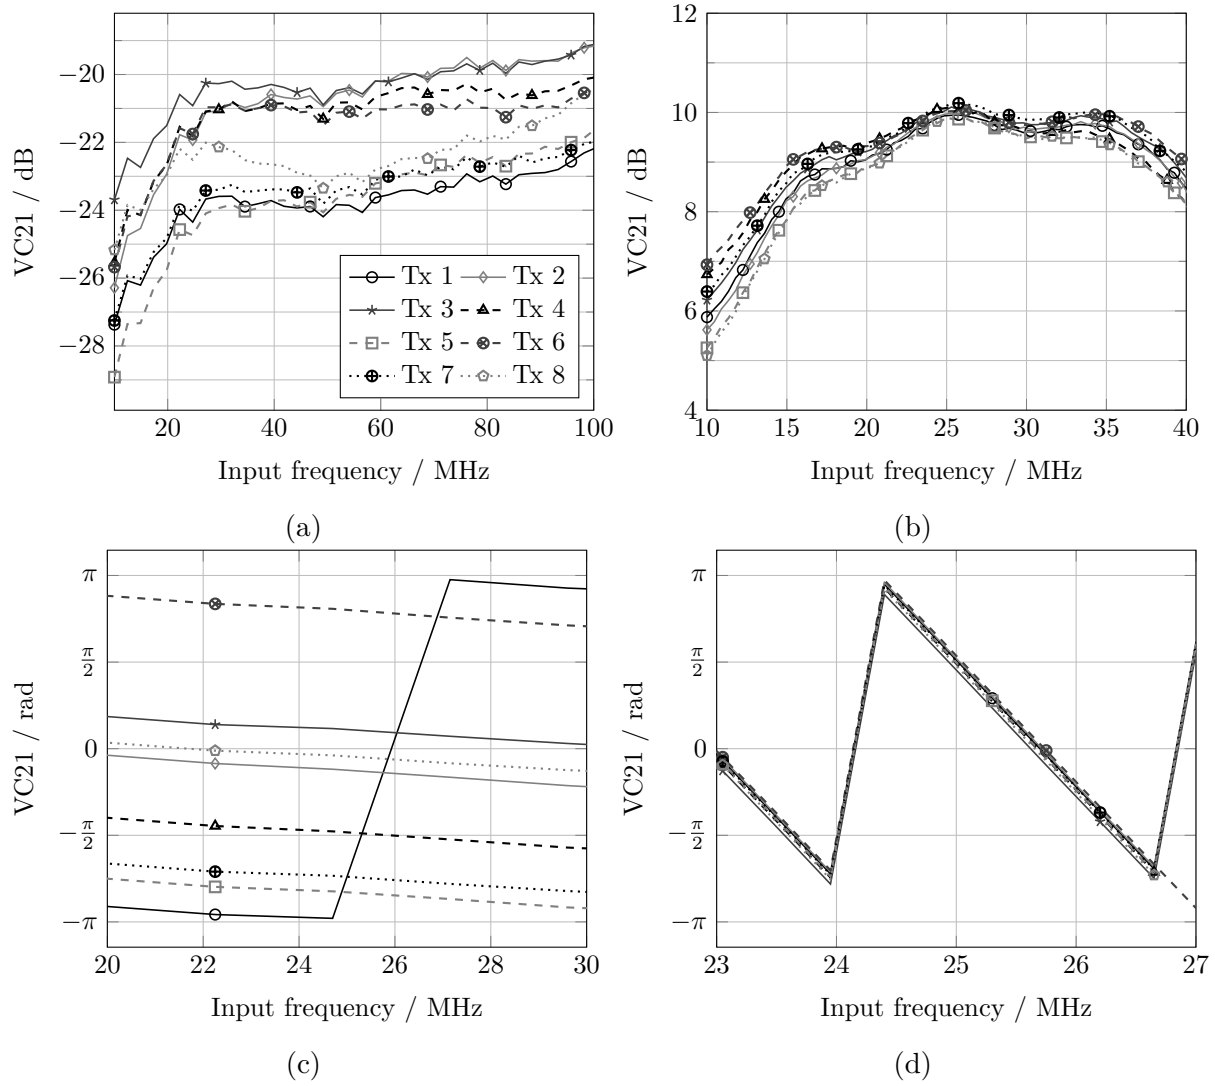 −20
−22
−24
−26
−28
20 40 60 80 100
Input frequency / MHz
VC21 / dB
Tx 1 Tx 2
Tx 3 Tx 4
Tx 5 Tx 6
Tx 7 Tx 8
(a)
12
10
8
6
4
10 15 20 25 30 35 40
Input frequency / MHz
VC21 / dB
(b)
π
π/2
0
−π/2
−π
20 22 24 26 28 30
Input frequency / MHz
VC21 / rad
(c)
π
π/2
0
−π/2
−π
23 24 25 26 27
Input frequency / MHz
VC21 / rad
(d)